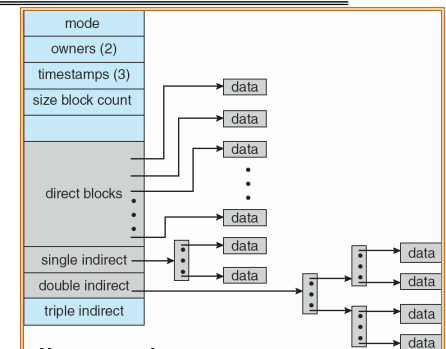 mode
owners (2)
timestamps (3)
size block count
data
data
data
direct blocks
data
single indirect
data
data
double indirect
data
data
triple indirect
data
data